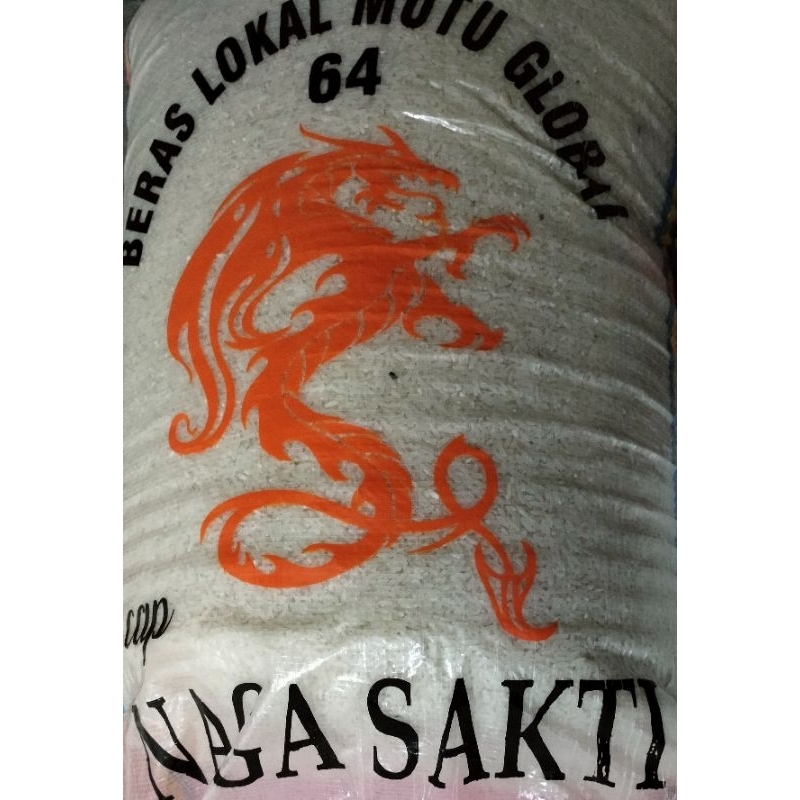 BERAS LOKAL MUTU GLOBAL
64
cap
NAGA SAKTI